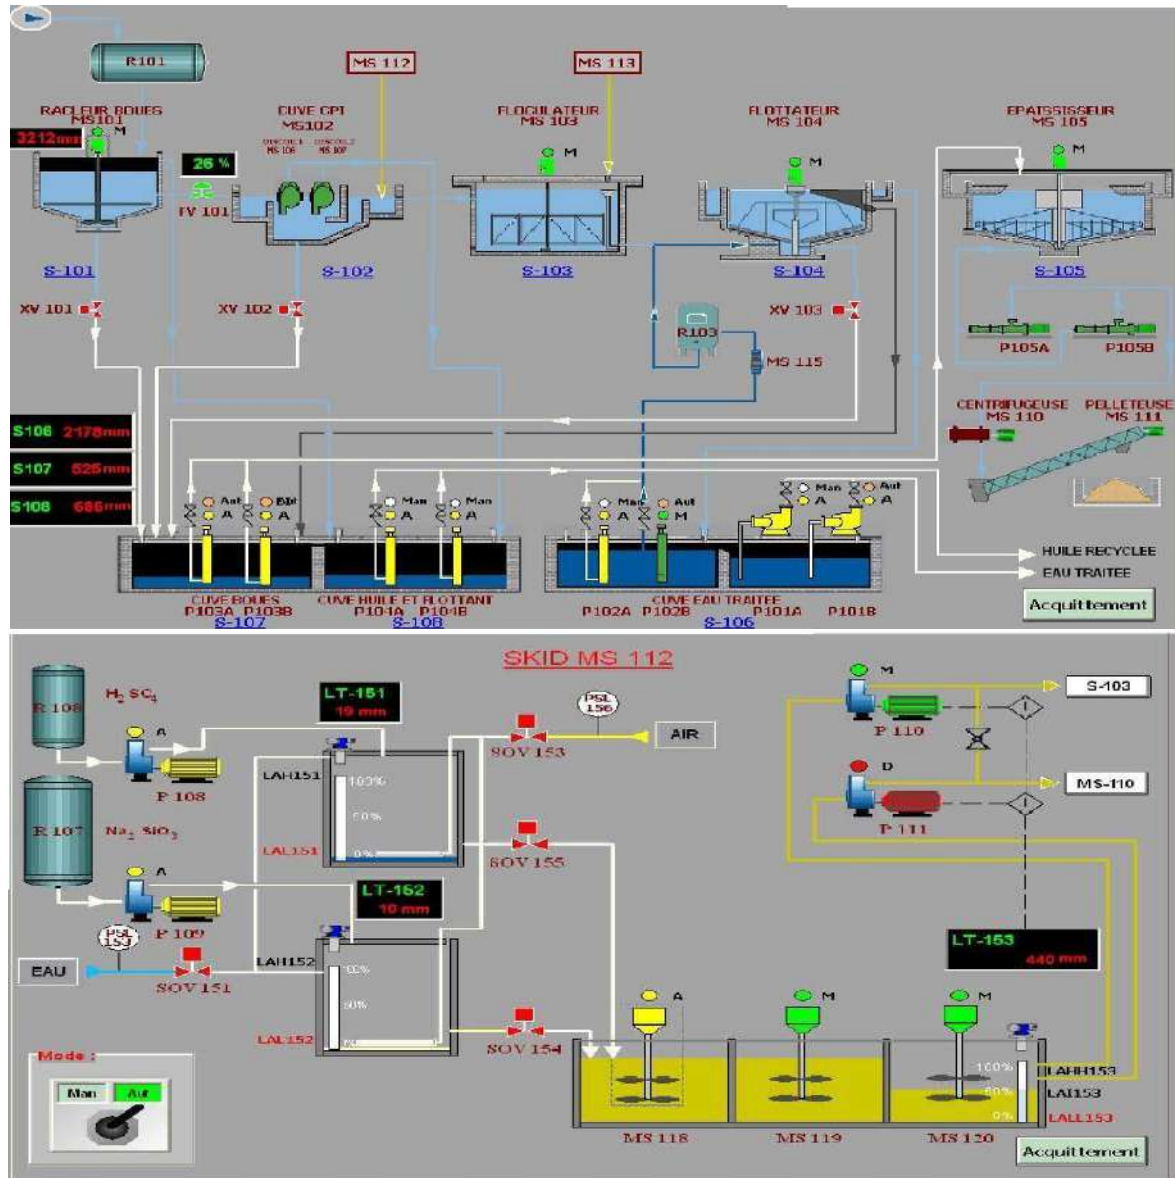 R101
MS 112
MS 113
RACLEUR BOUES
MS101
M
3212mm
CUVE CPI
MS102
MS 106
MS 107
26 %
FV 101
FLOCULATEUR
MS 103
M
FLOTTATEUR
MS 104
M
EPAISSISSEUR
MS 105
M
S-101
S-102
S-103
S-104
S-105
XV 101
XV 102
XV 103
R103
MS 115
P105A
P105B
CENTRIFUGEUSE
MS 110
PELLETEUSE
MS 111
S106 2178mm
S107 525mm
S108 686mm
Aut
A
A
Man
A
Man
A
Man
A
Aut
M
Man
A
Aut
A
HUILE RECYCLEE
EAU TRAITEE
CUVE BOUES
P103A P103B
S-107
CUVE HUILE ET FLOTTANT
P104A P104B
S-108
CUVE EAU TRAITEE
P102A P102B P101A P101B
S-106
Acquittement
SKID MS 112
R 108
A
P 108
R 107
A
P 109
LT-151
19 mm
LAH151
100%
0%
LAL151
LT-152
10 mm
LAH152
LAL152
EAU
SOV 151
SOV 153
PSL
156
AIR
SOV 155
SOV 154
M
P 110
S-103
D
P 111
MS-110
LT-153
440 mm
A
M
M
100%
0%
LAHH153
LAI153
LALL153
MS 118
MS 119
MS 120
Mode :
Man
Aut
Acquittement